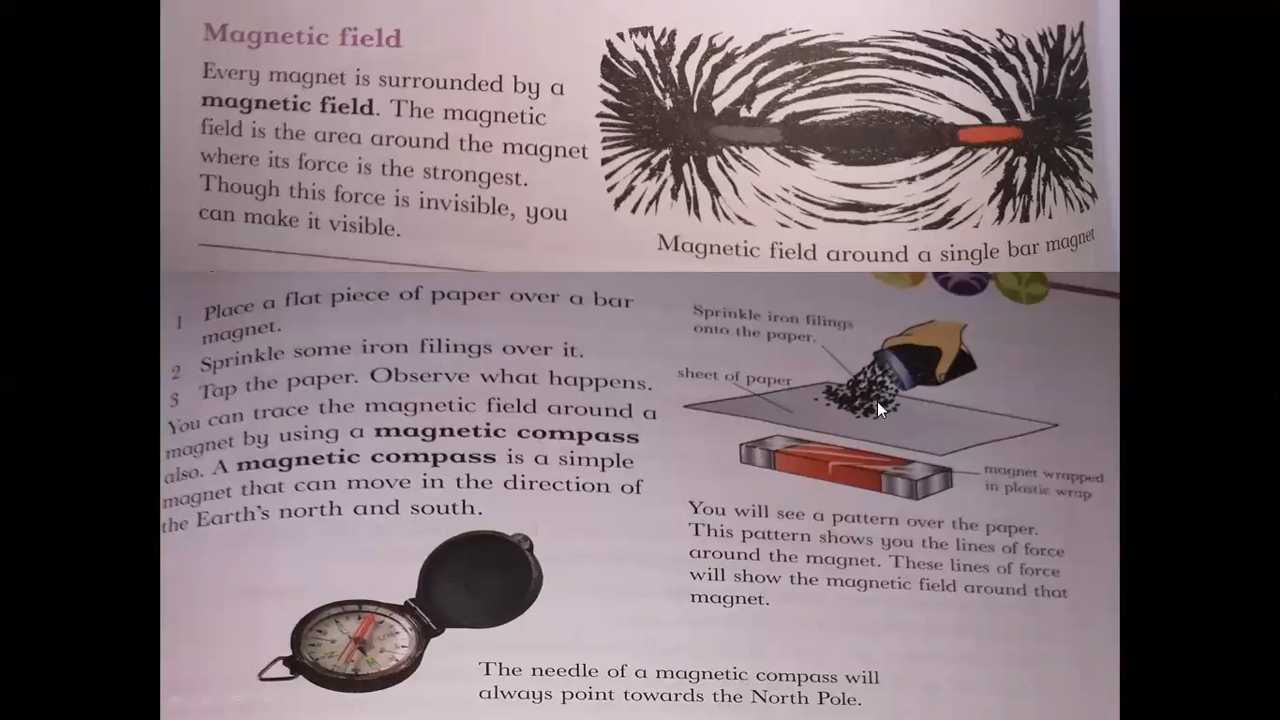 Magnetic field
Every magnet is surrounded by a
magnetic field. The magnetic
field is the area around the magnet
where its force is the strongest.
Though this force is invisible, you
can make it visible.
Magnetic field around a single bar magnet
1 Place a flat piece of paper over a bar
magnet.
2 Sprinkle some iron filings over it.
3 Tap the paper. Observe what happens.
You can trace the magnetic field around a
magnet by using a magnetic compass
also. A magnetic compass is a simple
magnet that can move in the direction of
the Earth's north and south.
Sprinkle iron filings
onto the paper.
sheet of paper
magnet wrapped
in plastic wrap
You will see a pattern over the paper.
This pattern shows you the lines of force
around the magnet. These lines of force
will show the magnetic field around that
magnet.
The needle of a magnetic compass will
always point towards the North Pole.